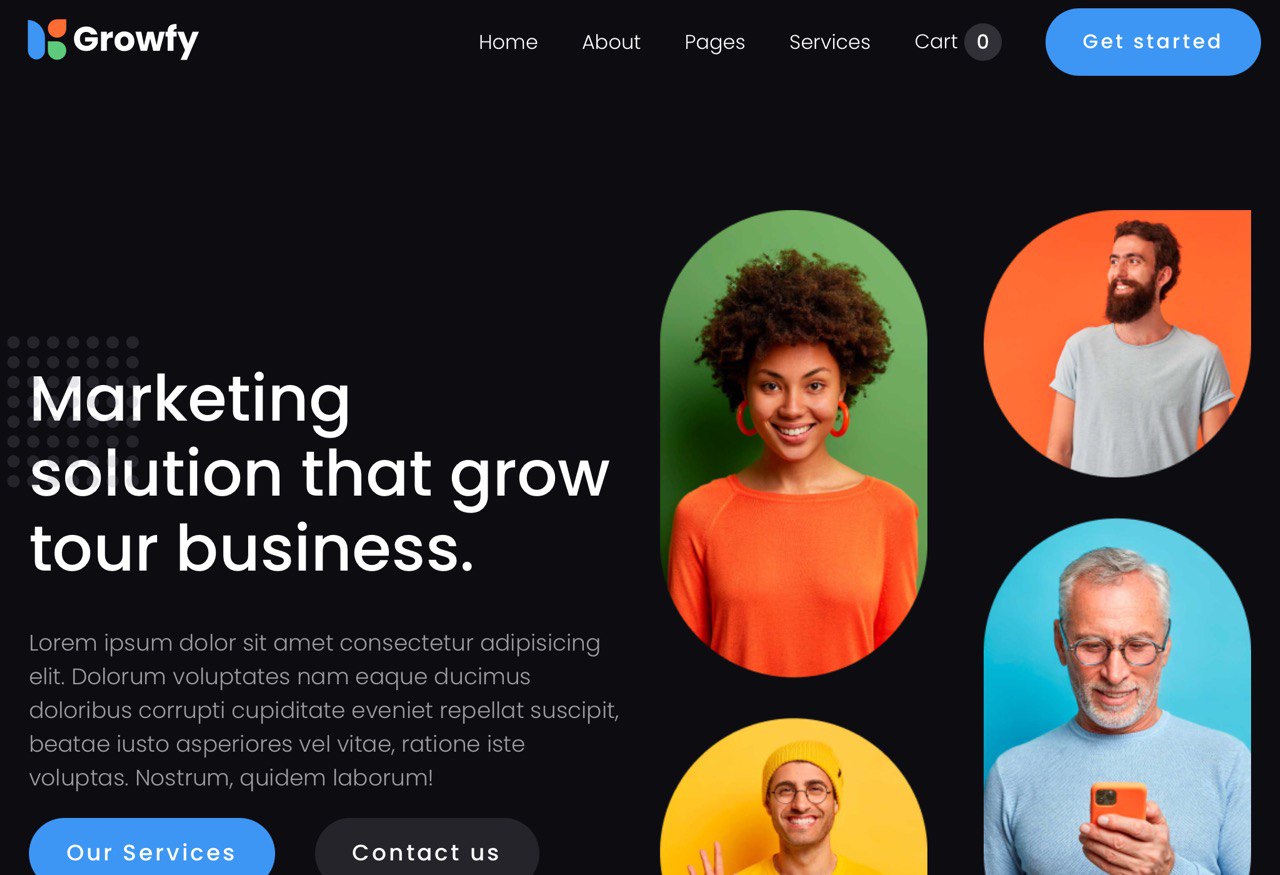 Growfy
Home About Pages Services Cart 0 Get started
Marketing
solution that grow
tour business.
Lorem ipsum dolor sit amet consectetur adipisicing
elit. Dolorum voluptates nam eaque ducimus
doloribus corrupti cupiditate eveniet repellat suscipit,
beatae iusto asperiores vel vitae, ratione iste
voluptas. Nostrum, quidem laborum!
Our Services Contact us